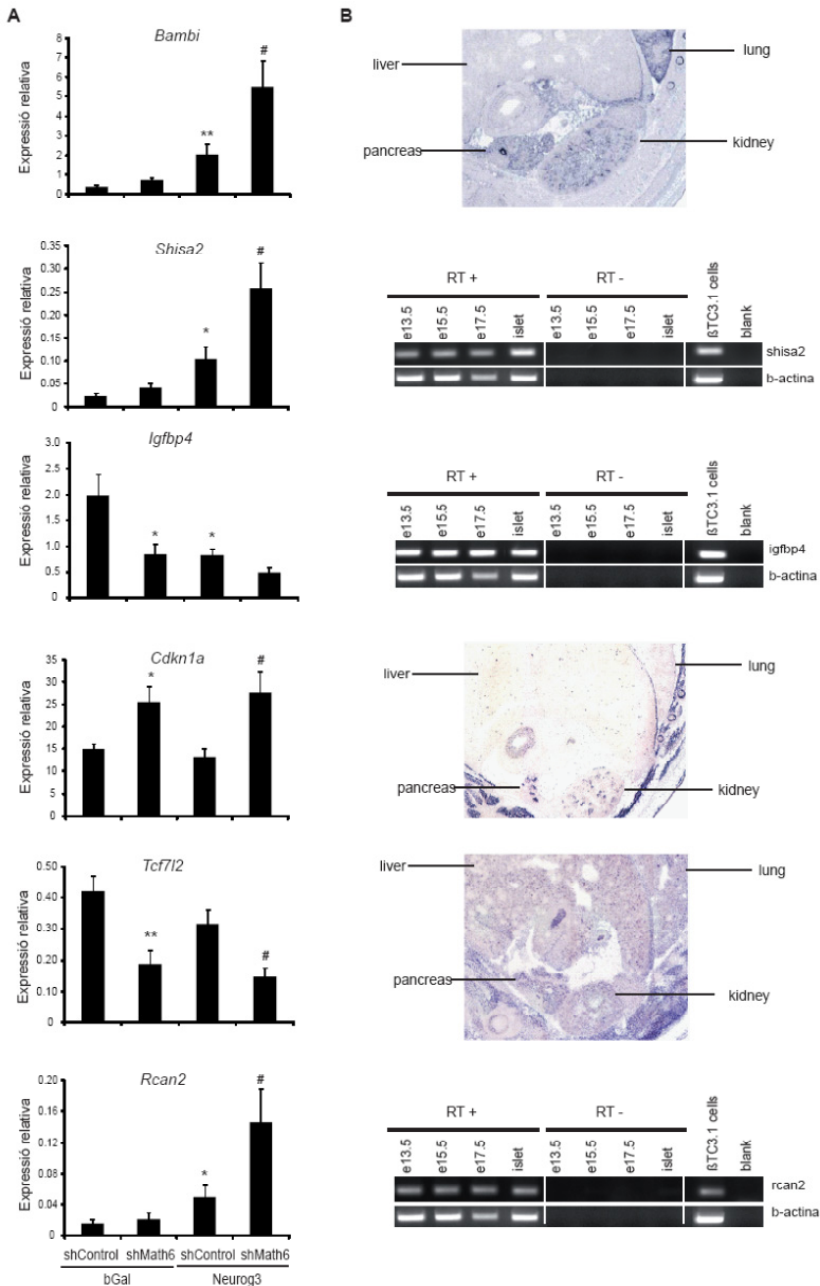 A
Bambi
Expressió relativa
8
7
6
5
4
3
2
1
0
**
#
Shisa2
Expressió relativa
0.35
0.30
0.25
0.20
0.15
0.10
0.05
0.00
*
#
Igfbp4
Expressió relativa
3.0
2.5
2.0
1.5
1.0
0.5
0.0
*
*
Cdkn1a
Expressió relativa
35
30
25
20
15
10
5
0
*
#
Tcf7l2
Expressió relativa
0.50
0.40
0.30
0.20
0.10
0.00
**
#
Rcan2
Expressió relativa
0.20
0.16
0.12
0.08
0.04
0.00
*
#
shControl shMath6 shControl shMath6
bGal Neurog3
B
liver
lung
pancreas
kidney
RT + RT -
e13.5 e15.5 e17.5 islet e13.5 e15.5 e17.5 islet ßTC3.1 cells blank
shisa2
b-actina
RT + RT -
e13.5 e15.5 e17.5 islet e13.5 e15.5 e17.5 islet ßTC3.1 cells blank
igfbp4
b-actina
liver
lung
pancreas
kidney
liver
lung
pancreas
kidney
RT + RT -
e13.5 e15.5 e17.5 islet e13.5 e15.5 e17.5 islet ßTC3.1 cells blank
rcan2
b-actina